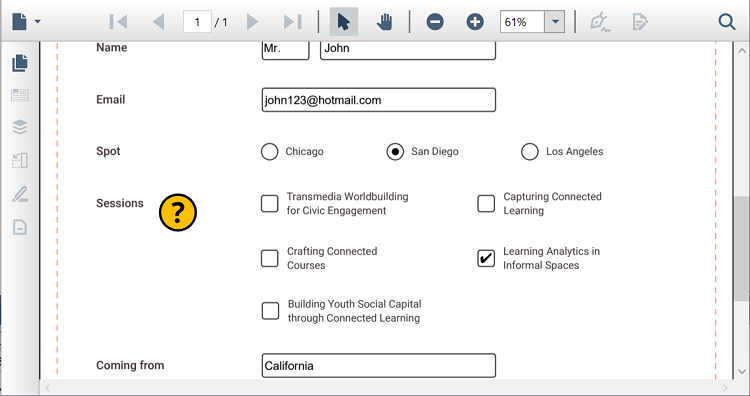 1 / 1
61%
Name
Mr.
John
Email
john123@hotmail.com
Spot
Chicago
San Diego
Los Angeles
Sessions
?
Transmedia Worldbuilding
for Civic Engagement
Capturing Connected
Learning
Crafting Connected
Courses
Learning Analytics in
Informal Spaces
Building Youth Social Capital
through Connected Learning
Coming from
California